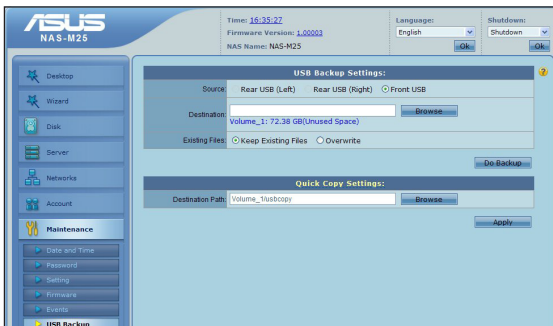 ASUS
NAS-M25
Time: 16:35:27
Firmware Version: 1.00003
NAS Name: NAS-M25
Language:
English
Ok
Shutdown:
Shutdown
Ok
Desktop
Wizard
Disk
Server
Networks
Account
Maintenance
Date and Time
Password
Setting
Firmware
Events
USB Backup
USB Backup Settings:
Source: Rear USB (Left) Rear USB (Right) Front USB
Destination: Browse
Volume_1: 72.38 GB(Unused Space)
Existing Files: Keep Existing Files Overwrite
Do Backup
Quick Copy Settings:
Destination Path: Volume_1/usbcopy Browse
Apply
?